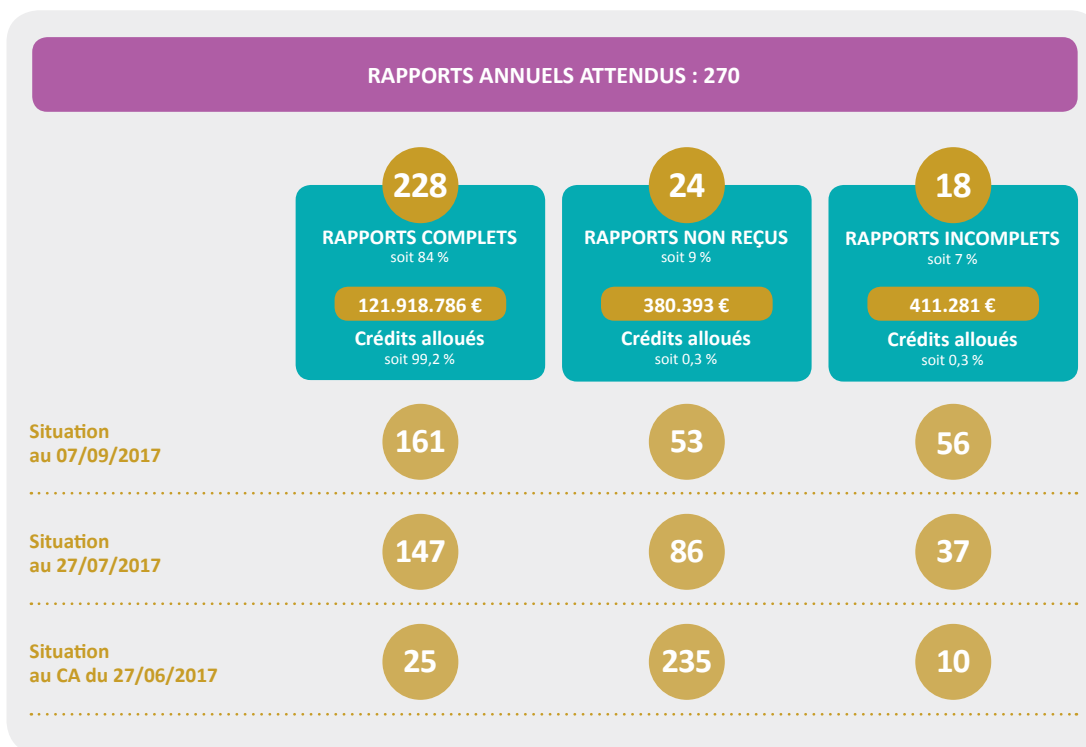 RAPPORTS ANNUELS ATTENDUS : 270
228
RAPPORTS COMPLETS
soit 84 %
121.918.786 €
Crédits alloués
soit 99,2 %
24
RAPPORTS NON REÇUS
soit 9 %
380.393 €
Crédits alloués
soit 0,3 %
18
RAPPORTS INCOMPLETS
soit 7 %
411.281 €
Crédits alloués
soit 0,3 %
Situation
au 07/09/2017
161
53
56
Situation
au 27/07/2017
147
86
37
Situation
au CA du 27/06/2017
25
235
10